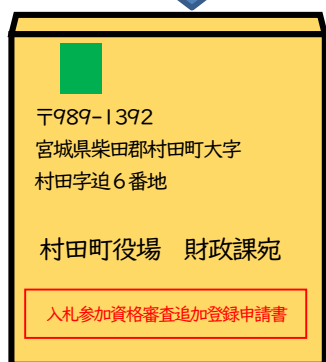 〒989-1392
宮城県柴田郡村田町大字
村田字迫６番地
村田町役場　財政課宛
入札参加資格審査追加登録申請書